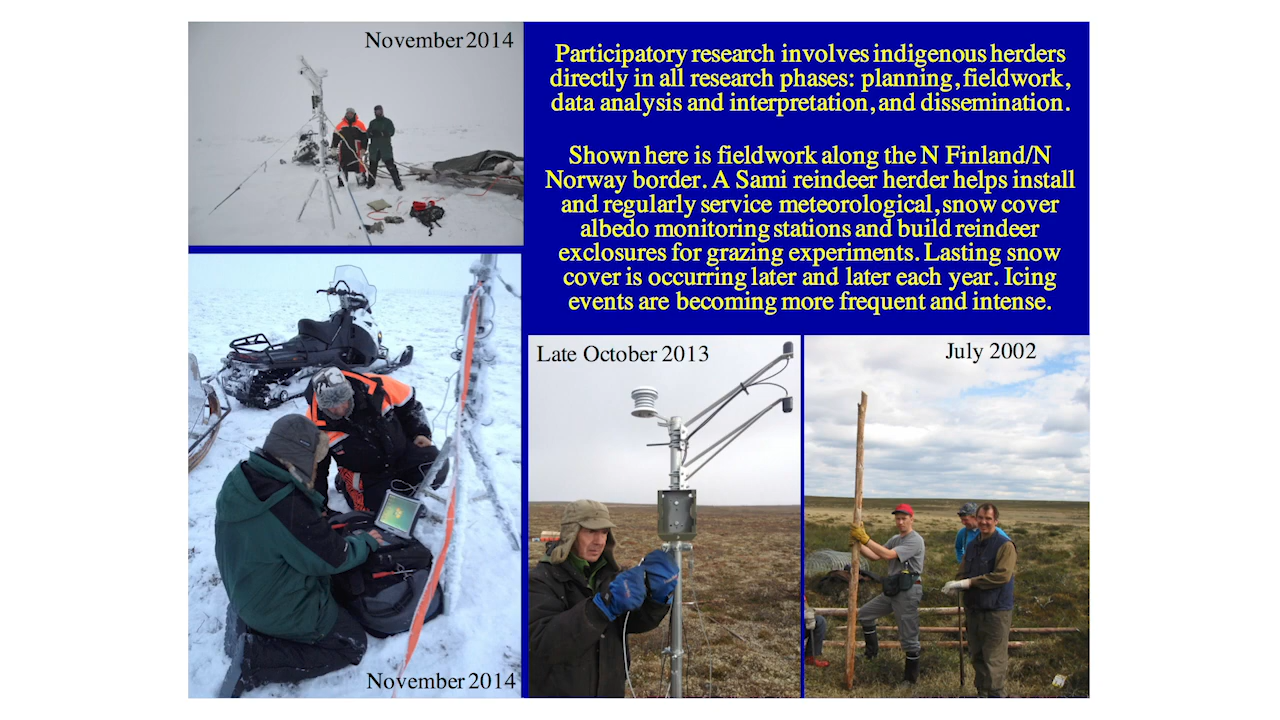 November 2014
Participatory research involves indigenous herders
directly in all research phases: planning, fieldwork,
data analysis and interpretation, and dissemination.
Shown here is fieldwork along the N Finland/N
Norway border. A Sami reindeer herder helps install
and regularly service meteorological, snow cover
albedo monitoring stations and build reindeer
exclosures for grazing experiments. Lasting snow
cover is occurring later and later each year. Icing
events are becoming more frequent and intense.
Late October 2013
July 2002
November 2014